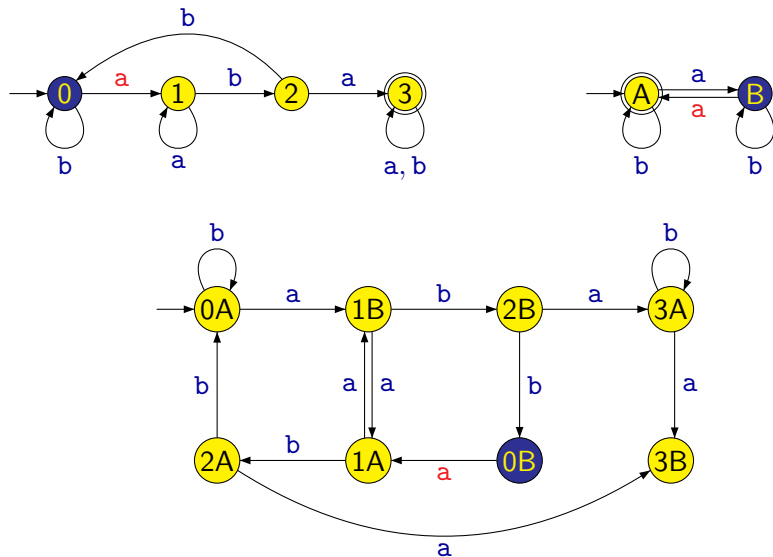 b
a b a a
0 1 2 3 A B
a
b a a, b b b
b b
0A a 1B b 2B a 3A
b a a b a
2A b 1A a 0B 3B
a